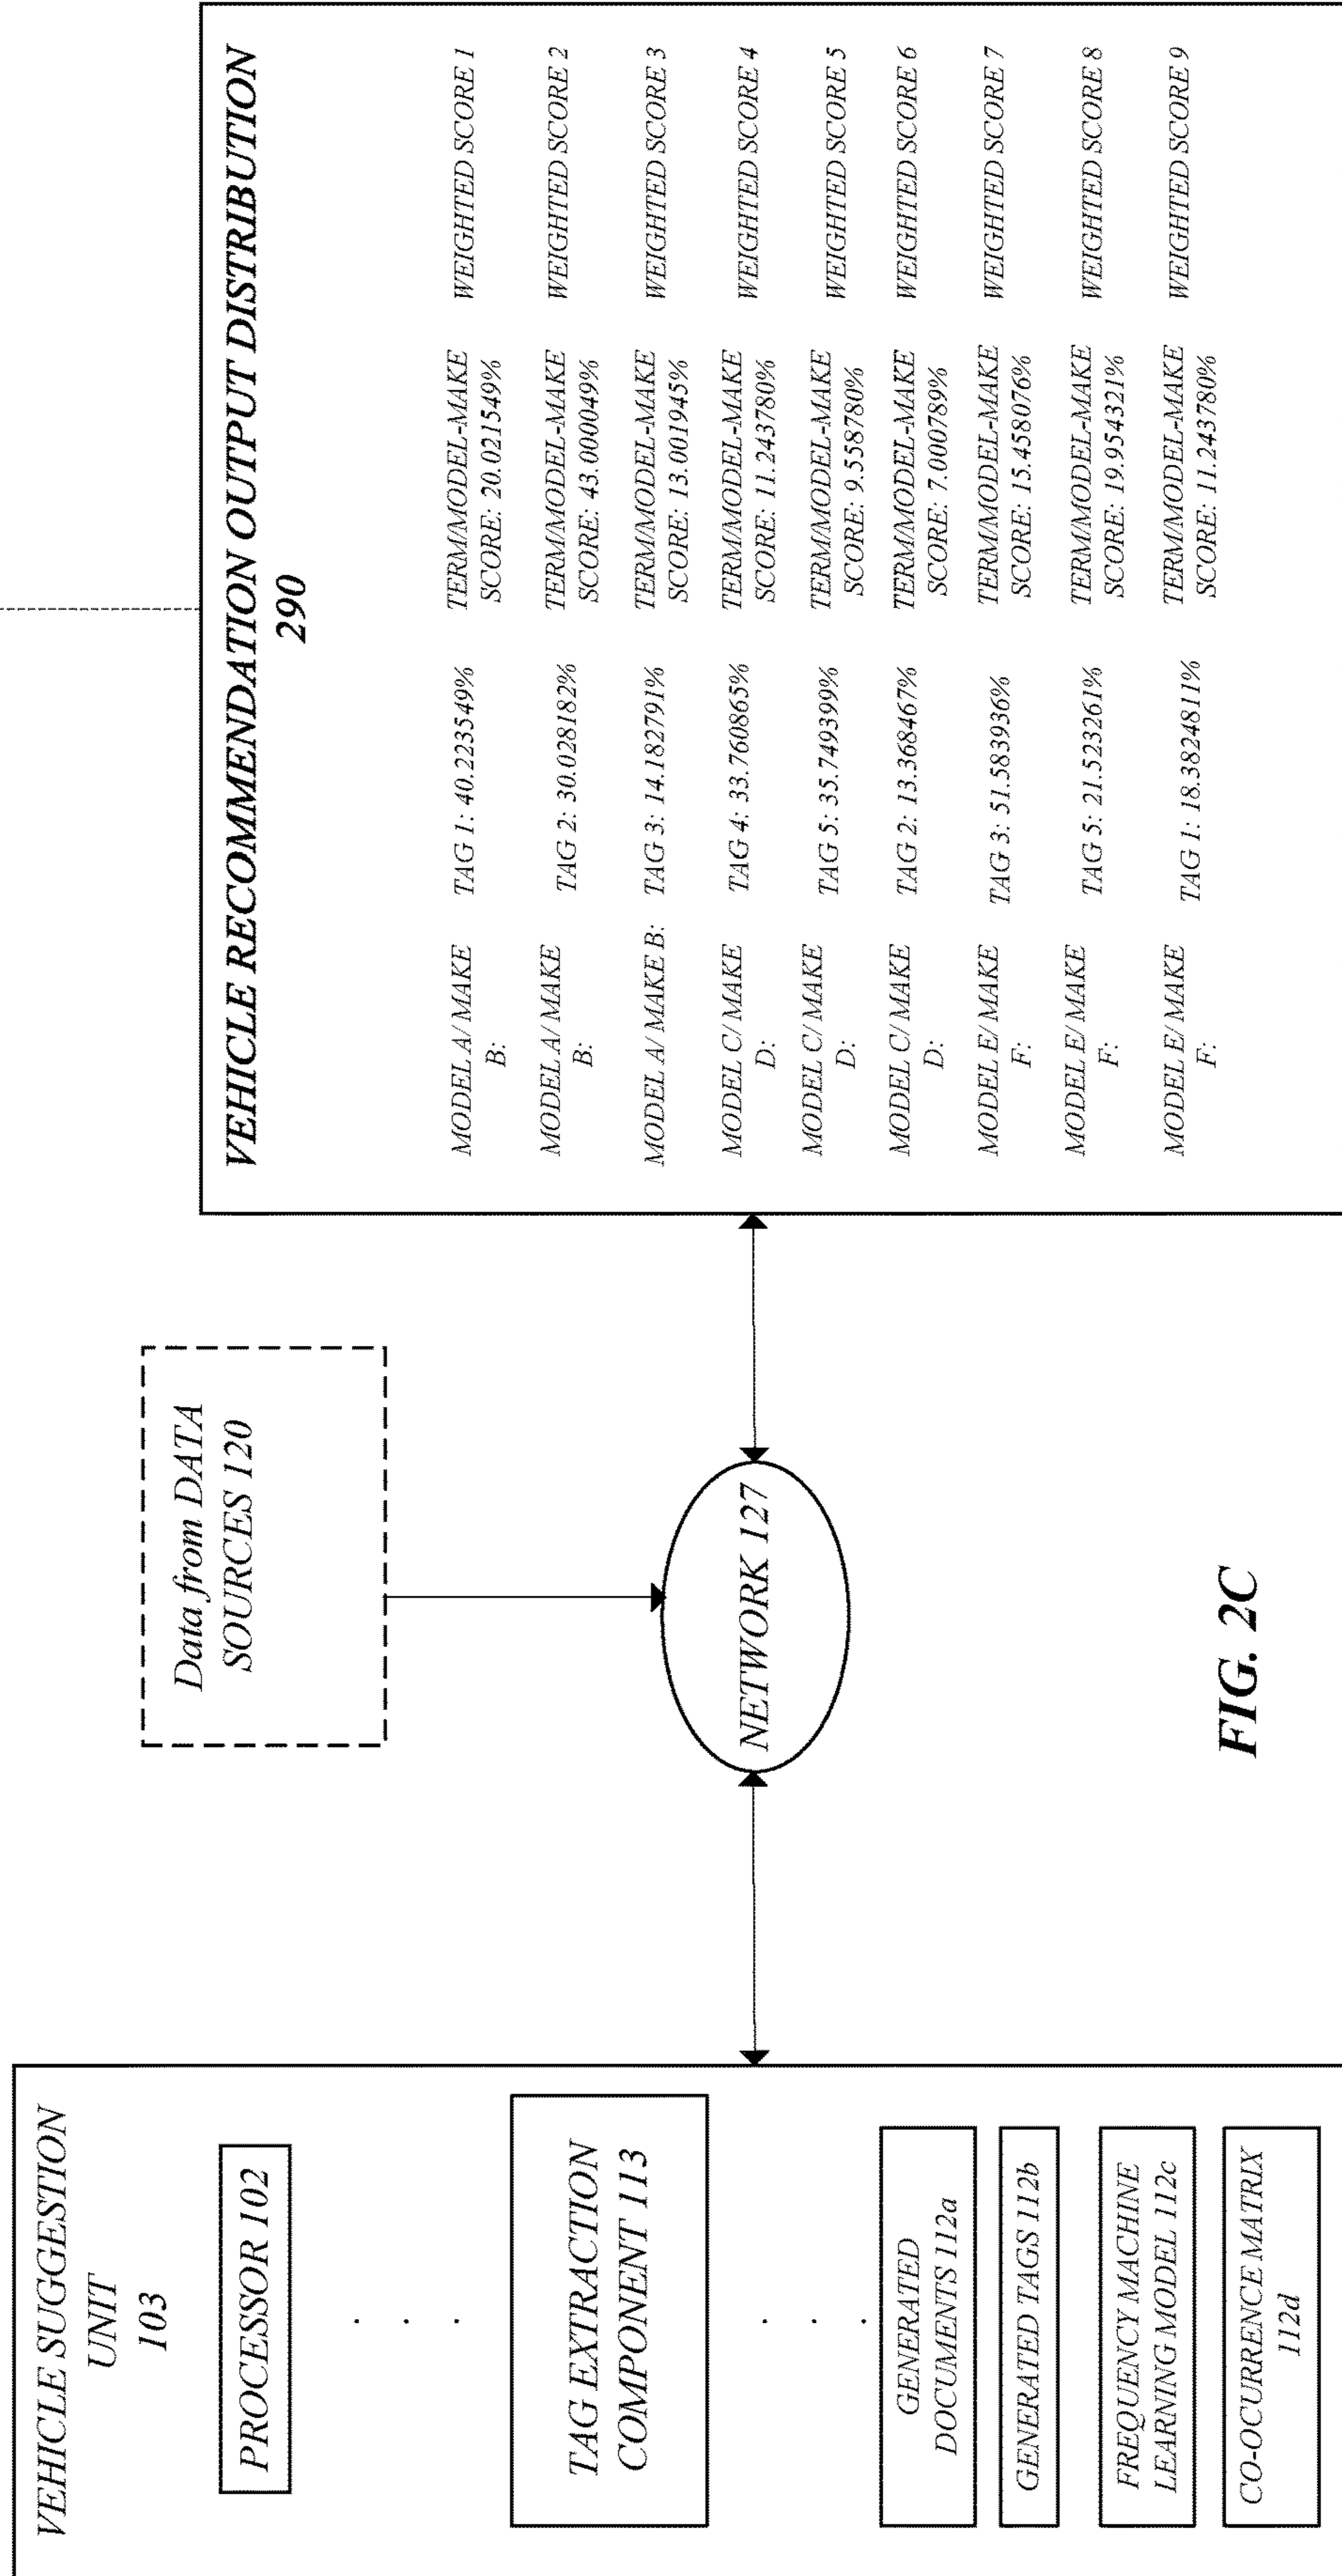 VEHICLE SUGGESTION
UNIT
103
PROCESSOR 102
.
.
.
TAG EXTRACTION
COMPONENT 113
.
.
.
GENERATED
DOCUMENTS 112a
GENERATED TAGS 112b
FREQUENCY MACHINE
LEARNING MODEL 112c
CO-OCURRENCE MATRIX
112d
Data from DATA
SOURCES 120
NETWORK 127
VEHICLE RECOMMENDATION OUTPUT DISTRIBUTION
290
MODEL A/ MAKE TAG 1: 40.223549% TERM/MODEL-MAKE WEIGHTED SCORE 1
B: SCORE: 20.021549%
MODEL A/ MAKE TAG 2: 30.028182% TERM/MODEL-MAKE WEIGHTED SCORE 2
B: SCORE: 43.000049%
MODEL A/ MAKE B: TAG 3: 14.182791% TERM/MODEL-MAKE WEIGHTED SCORE 3
SCORE: 13.001945%
MODEL C/ MAKE TAG 4: 33.760865% TERM/MODEL-MAKE WEIGHTED SCORE 4
D: SCORE: 11.243780%
MODEL C/ MAKE TAG 5: 35.749399% TERM/MODEL-MAKE WEIGHTED SCORE 5
D: SCORE: 9.558780%
MODEL C/ MAKE TAG 2: 13.368467% TERM/MODEL-MAKE WEIGHTED SCORE 6
D: SCORE: 7.000789%
MODEL E/ MAKE TAG 3: 51.583936% TERM/MODEL-MAKE WEIGHTED SCORE 7
F: SCORE: 15.458076%
MODEL E/ MAKE TAG 5: 21.523261% TERM/MODEL-MAKE WEIGHTED SCORE 8
F: SCORE: 19.954321%
MODEL E/ MAKE TAG 1: 18.3824811% TERM/MODEL-MAKE WEIGHTED SCORE 9
F: SCORE: 11.243780%
FIG. 2C